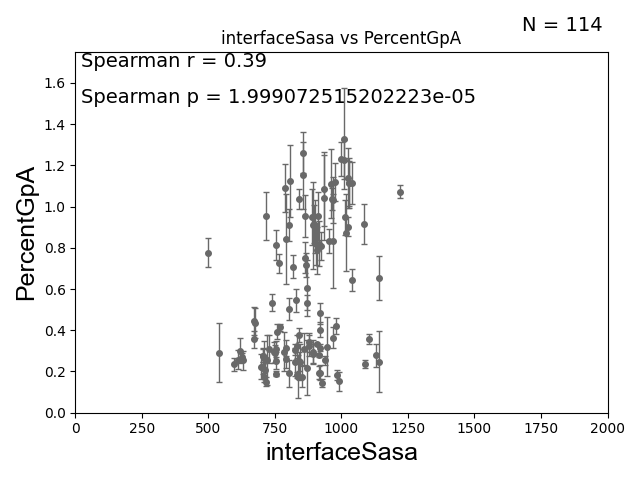 N = 114
interfaceSasa vs PercentGpA
Spearman r = 0.39
Spearman p = 1.999072515202223e-05
PercentGpA
1.6
1.4
1.2
1.0
0.8
0.6
0.4
0.2
0.0
0 250 500 750 1000 1250 1500 1750 2000
interfaceSasa